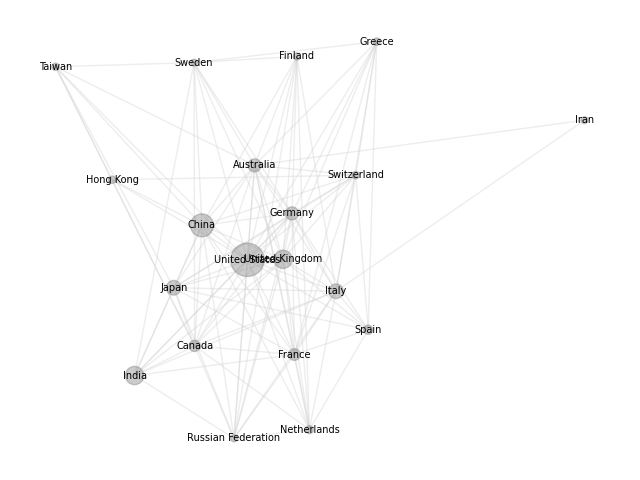 Greece
Finland
Sweden
Taiwan
Iran
Australia
Switzerland
Hong Kong
Germany
China
United States
United Kingdom
Japan
Italy
Spain
Canada
France
India
Netherlands
Russian Federation